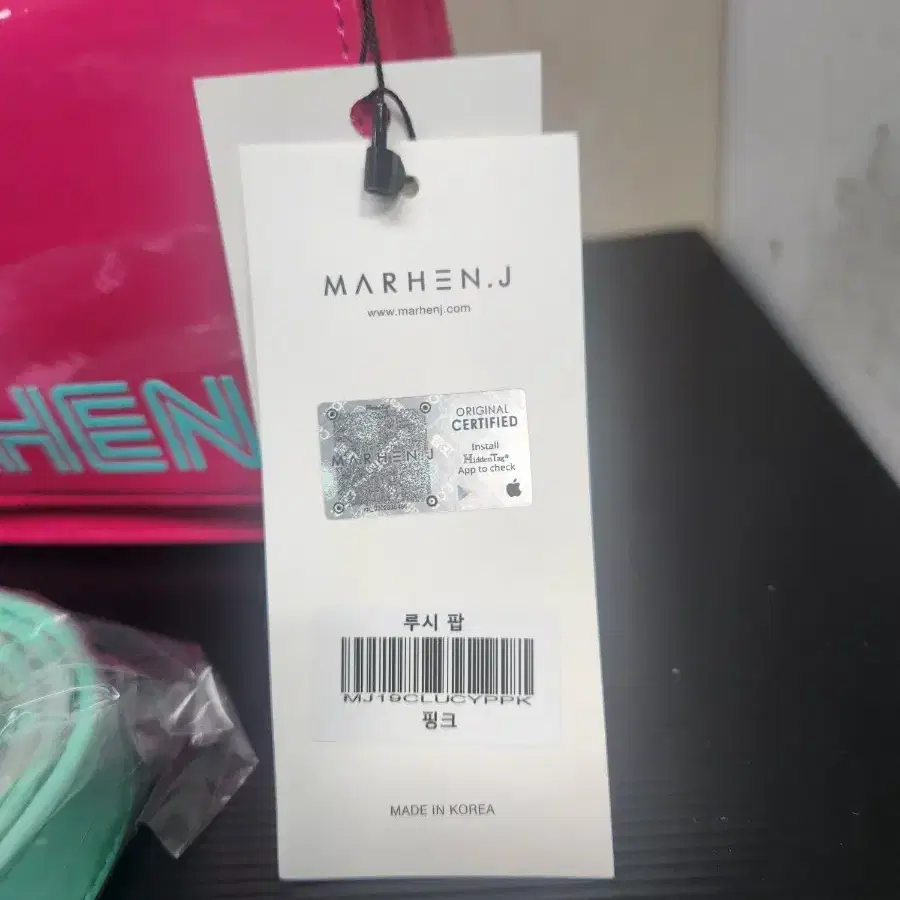 MARHEN.J
www.marhenj.com
MARHEN.J
ORIGINAL
CERTIFIED
Install
HiddenTag®
App to check
루시 팝
MJ19CLUCYPPK
핑크
MADE IN KOREA
HEN